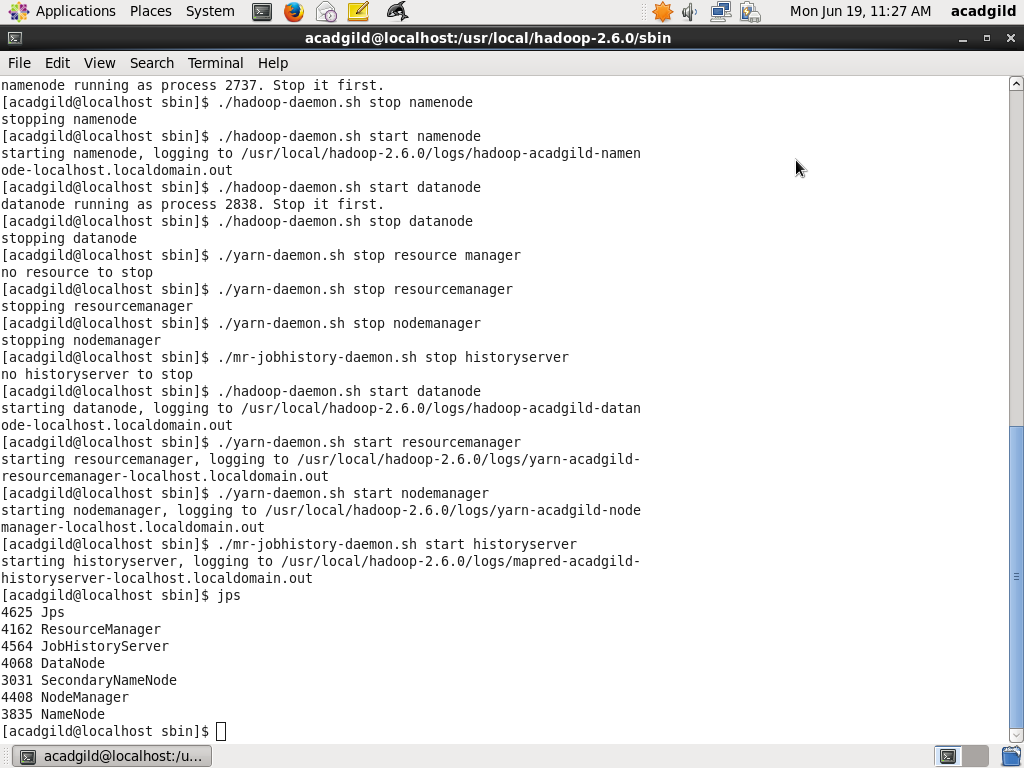 Applications Places System Mon Jun 19, 11:27 AM acadgild
acadgild@localhost:/usr/local/hadoop-2.6.0/sbin
File Edit View Search Terminal Help
namenode running as process 2737. Stop it first.
[acadgild@localhost sbin]$ ./hadoop-daemon.sh stop namenode
stopping namenode
[acadgild@localhost sbin]$ ./hadoop-daemon.sh start namenode
starting namenode, logging to /usr/local/hadoop-2.6.0/logs/hadoop-acadgild-namen
ode-localhost.localdomain.out
[acadgild@localhost sbin]$ ./hadoop-daemon.sh start datanode
datanode running as process 2838. Stop it first.
[acadgild@localhost sbin]$ ./hadoop-daemon.sh stop datanode
stopping datanode
[acadgild@localhost sbin]$ ./yarn-daemon.sh stop resource manager
no resource to stop
[acadgild@localhost sbin]$ ./yarn-daemon.sh stop resourcemanager
stopping resourcemanager
[acadgild@localhost sbin]$ ./yarn-daemon.sh stop nodemanager
stopping nodemanager
[acadgild@localhost sbin]$ ./mr-jobhistory-daemon.sh stop historyserver
no historyserver to stop
[acadgild@localhost sbin]$ ./hadoop-daemon.sh start datanode
starting datanode, logging to /usr/local/hadoop-2.6.0/logs/hadoop-acadgild-datan
ode-localhost.localdomain.out
[acadgild@localhost sbin]$ ./yarn-daemon.sh start resourcemanager
starting resourcemanager, logging to /usr/local/hadoop-2.6.0/logs/yarn-acadgild-
resourcemanager-localhost.localdomain.out
[acadgild@localhost sbin]$ ./yarn-daemon.sh start nodemanager
starting nodemanager, logging to /usr/local/hadoop-2.6.0/logs/yarn-acadgild-node
manager-localhost.localdomain.out
[acadgild@localhost sbin]$ ./mr-jobhistory-daemon.sh start historyserver
starting historyserver, logging to /usr/local/hadoop-2.6.0/logs/mapred-acadgild-
historyserver-localhost.localdomain.out
[acadgild@localhost sbin]$ jps
4625 Jps
4162 ResourceManager
4564 JobHistoryServer
4068 DataNode
3031 SecondaryNameNode
4408 NodeManager
3835 NameNode
[acadgild@localhost sbin]$
acadgild@localhost:/u...